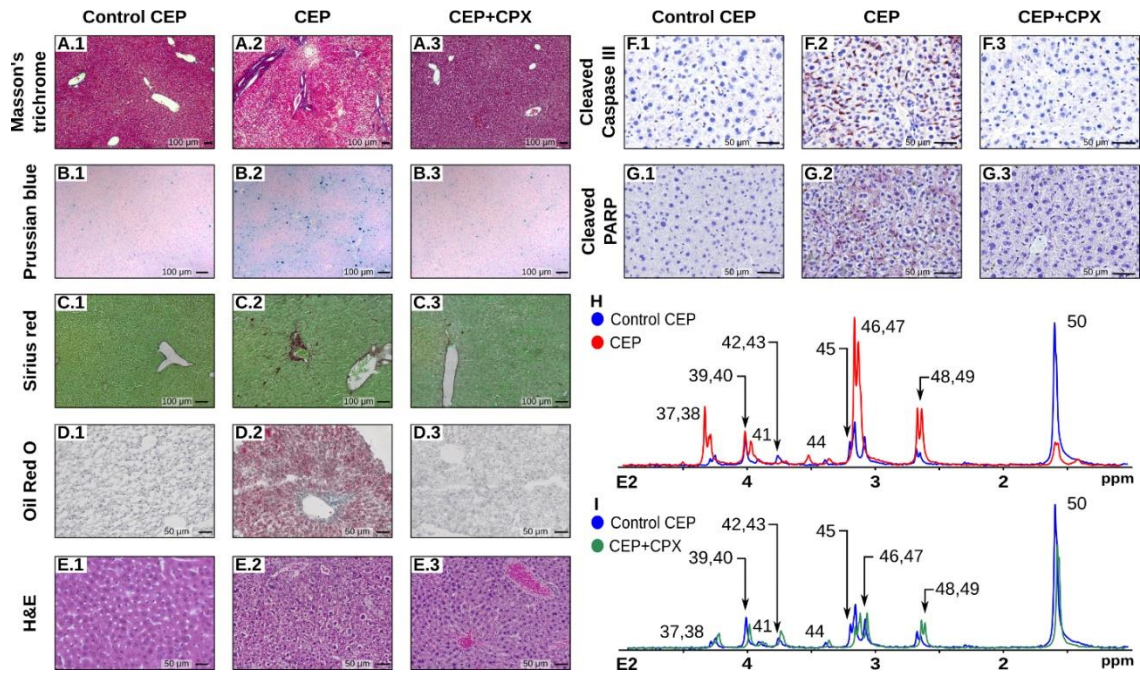 Control CEP CEP CEP+CPX
Control CEP CEP CEP+CPX
Masson's
trichrome
A.1 A.2 A.3
100 µm 100 µm 100 µm
Prussian blue
B.1 B.2 B.3
100 µm 100 µm 100 µm
Sirius red
C.1 C.2 C.3
100 µm 100 µm 100 µm
Oil Red O
D.1 D.2 D.3
50 µm 50 µm 50 µm
H&E
E.1 E.2 E.3
50 µm 50 µm 50 µm
Cleaved
Caspase III
F.1 F.2 F.3
50 µm 50 µm 50 µm
Cleaved
PARP
G.1 G.2 G.3
50 µm 50 µm 50 µm
H
Control CEP
CEP
37,38
39,40
41
42,43
44
45
46,47
48,49
50
E2 4 3 2 ppm
I
Control CEP
CEP+CPX
37,38
39,40
41
42,43
44
45
46,47
48,49
50
E2 4 3 2 ppm